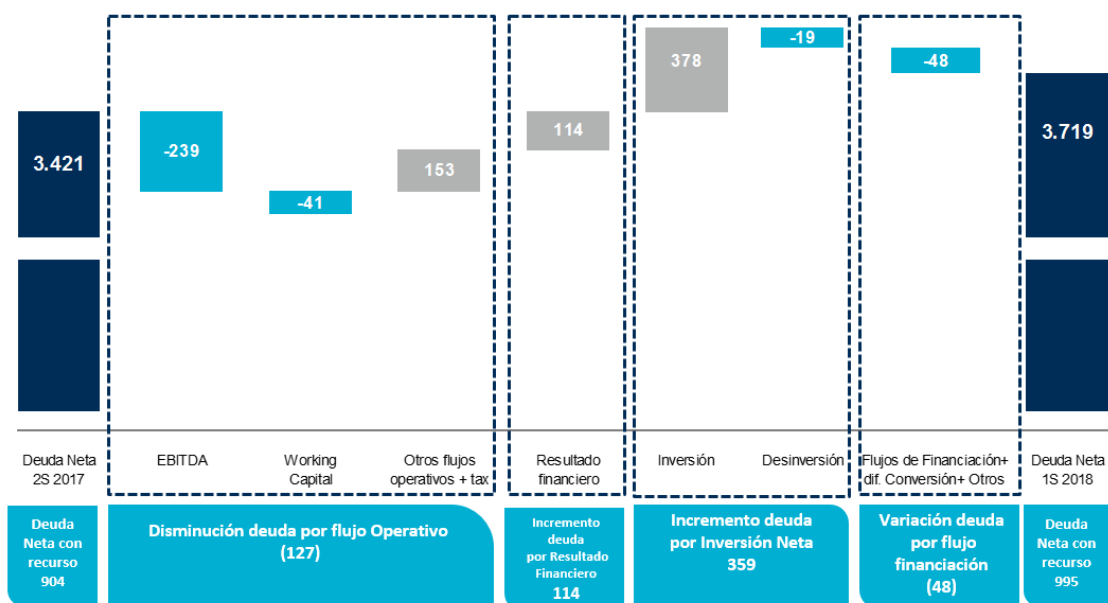 3.421
-239
-41
153
114
378
-19
-48
3.719
Deuda Neta
2S 2017
EBITDA
Working
Capital
Otros flujos
operativos + tax
Resultado
financiero
Inversión
Desinversión
Flujos de Financiación+
dif. Conversión+ Otros
Deuda Neta
1S 2018
Deuda
Neta con
recurso
904
Disminución deuda por flujo Operativo
(127)
Incremento
deuda
por Resultado
Financiero
114
Incremento deuda
por Inversión Neta
359
Variación deuda
por flujo
financiación
(48)
Deuda
Neta con
recurso
995